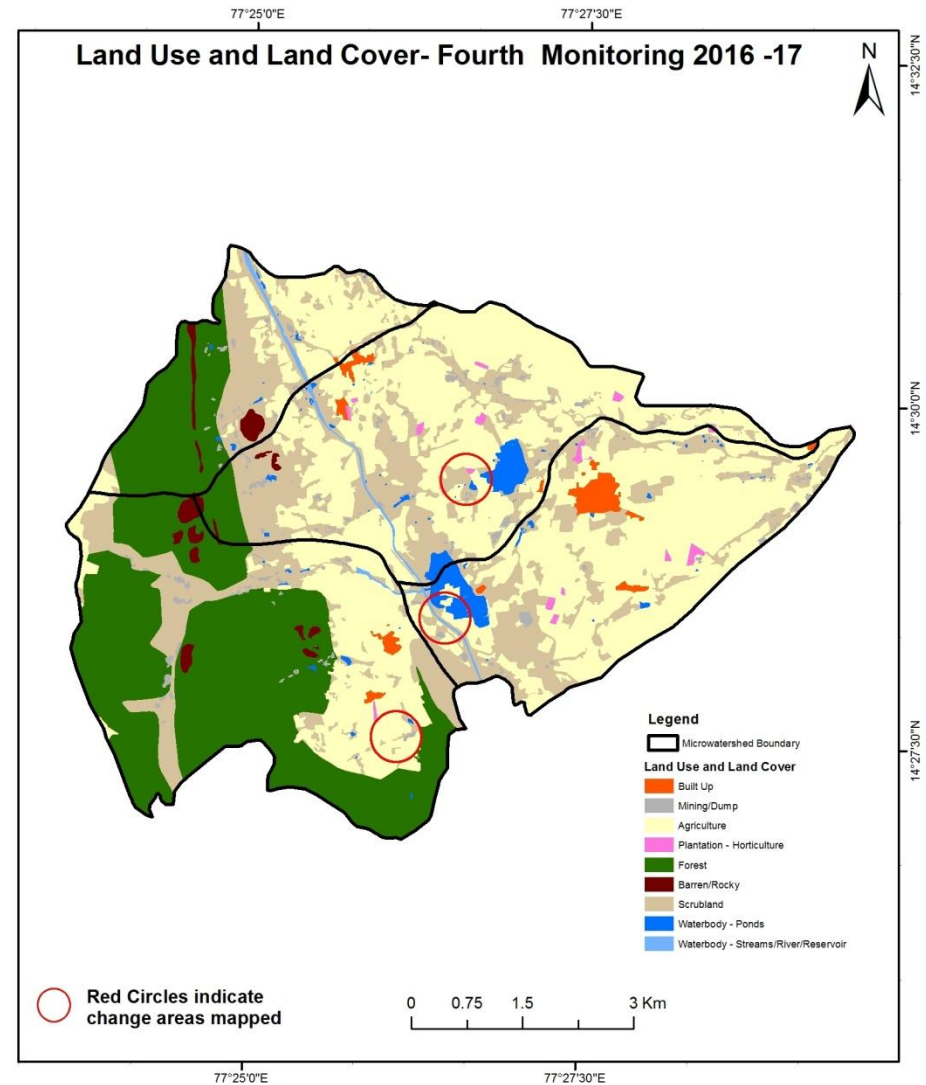 77°25'0"E
77°27'30"E
Land Use and Land Cover- Fourth Monitoring 2016 -17
N
14°32'30"N
14°30'0"N
14°27'30"N
Legend
Microwatershed Boundary
Land Use and Land Cover
Built Up
Mining/Dump
Agriculture
Plantation - Horticulture
Forest
Barren/Rocky
Scrubland
Waterbody - Ponds
Waterbody - Streams/River/Reservoir
Red Circles indicate
change areas mapped
0 0.75 1.5 3 Km
77°25'0"E
77°27'30"E